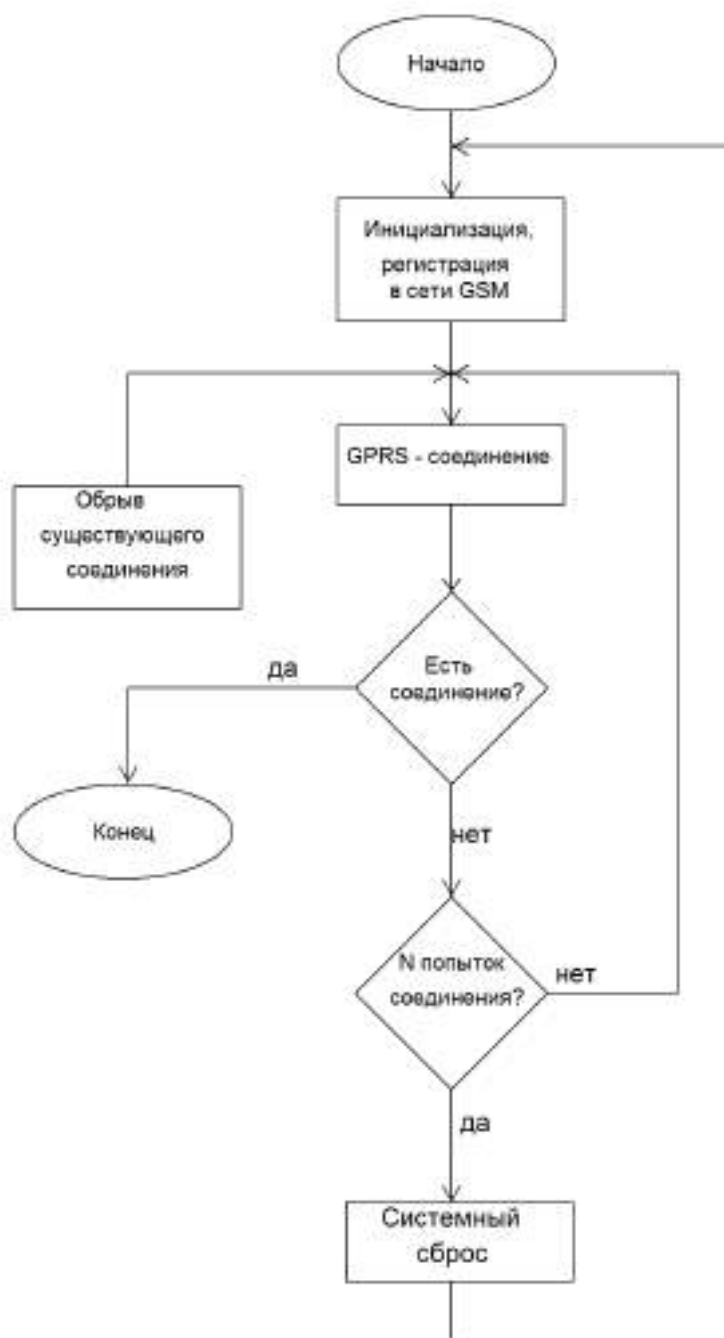 Начало
Инициализация,
регистрация
в сети GSM
GPRS - соединение
Обрыв
существующего
соединения
Есть
соединение?
да
Конец
нет
N попыток
соединения?
нет
да
Системный
сброс